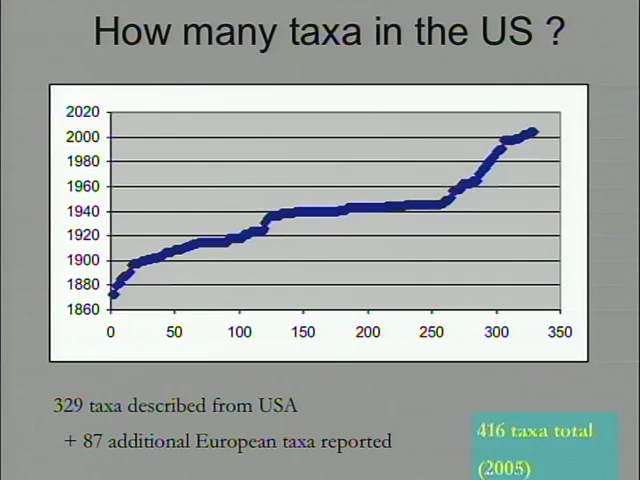 How many taxa in the US ?
2020
2000
1980
1960
1940
1920
1900
1880
1860
0 50 100 150 200 250 300 350
329 taxa described from USA
+ 87 additional European taxa reported
416 taxa total
(2005)